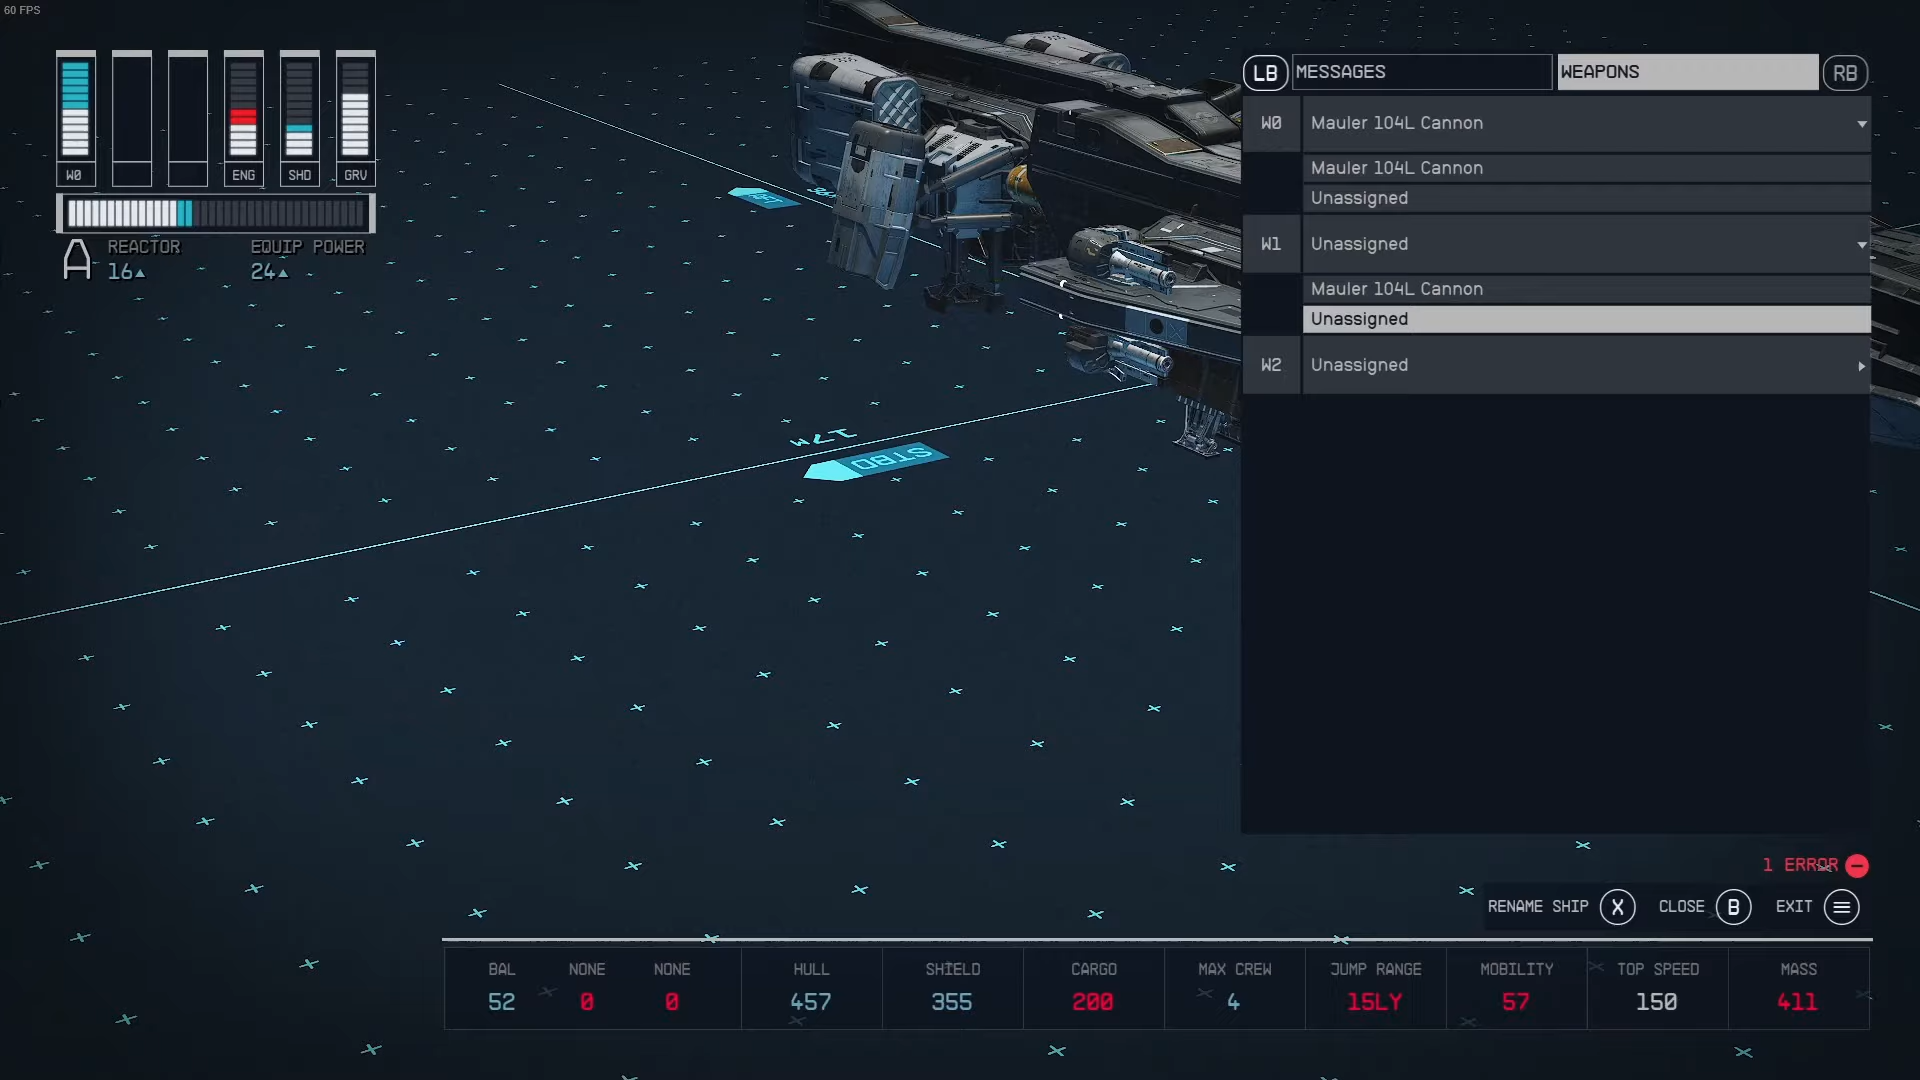 60 FPS
W0
ENG
SHD
GRV
REACTOR
16
EQUIP POWER
24
LB
MESSAGES
WEAPONS
RB
W0
Mauler 104L Cannon
Mauler 104L Cannon
Unassigned
W1
Unassigned
Mauler 104L Cannon
Unassigned
W2
Unassigned
AFT
STBD
1 ERROR
RENAME SHIP
X
CLOSE
B
EXIT
BAL
52
NONE
0
NONE
0
HULL
457
SHIELD
355
CARGO
200
MAX CREW
4
JUMP RANGE
15LY
MOBILITY
57
TOP SPEED
150
MASS
411